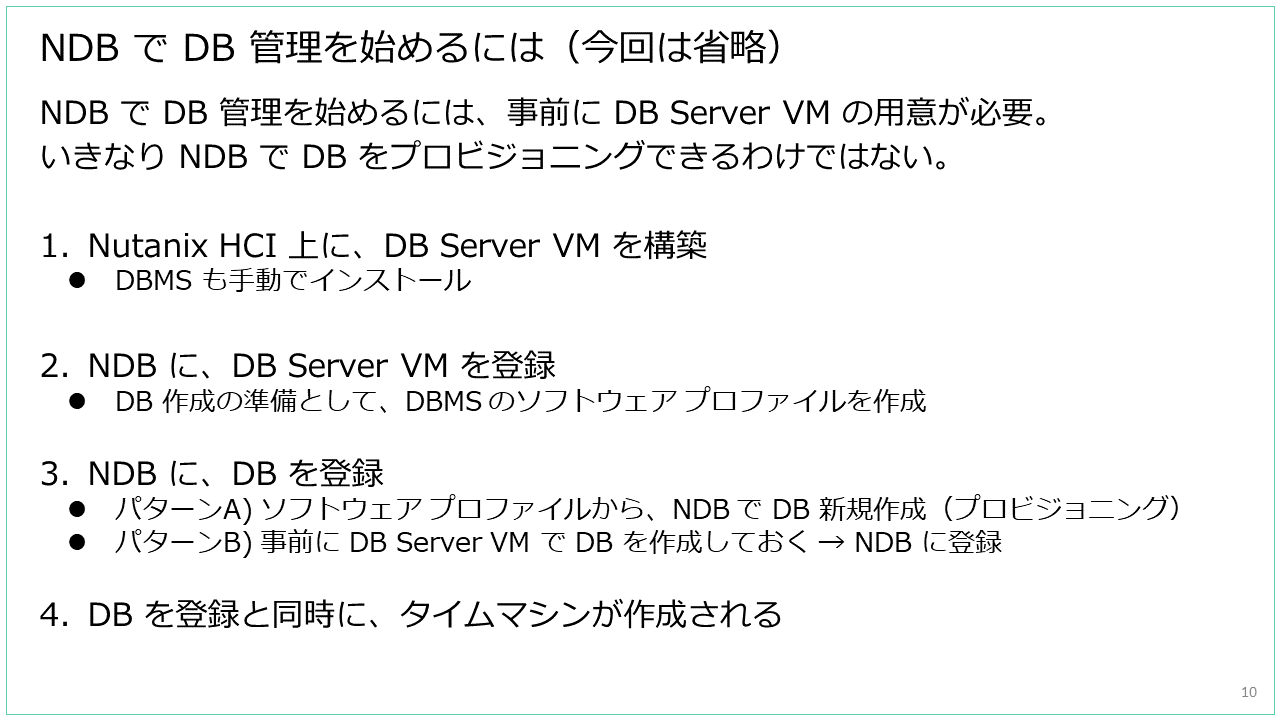 NDB で DB 管理を始めるには（今回は省略）
NDB で DB 管理を始めるには、事前に DB Server VM の用意が必要。
いきなり NDB で DB をプロビジョニングできるわけではない。
1. Nutanix HCI 上に、DB Server VM を構築
● DBMS も手動でインストール
2. NDB に、DB Server VM を登録
● DB 作成の準備として、DBMS のソフトウェア プロファイルを作成
3. NDB に、DB を登録
● パターンA) ソフトウェア プロファイルから、NDB で DB 新規作成（プロビジョニング）
● パターンB) 事前に DB Server VM で DB を作成しておく → NDB に登録
4. DB を登録と同時に、タイムマシンが作成される
10